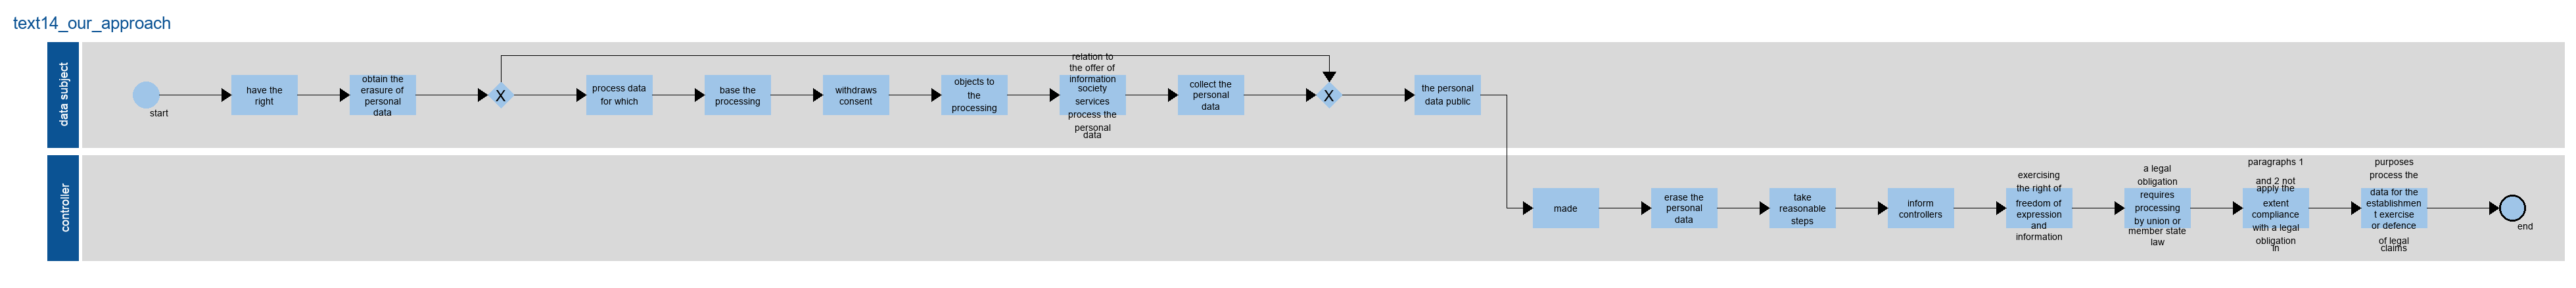 text14_our_approach
data subject
start
have the
right
obtain the
erasure of
personal
data
X
process data
for which
base the
processing
withdraws
consent
objects to
the
processing
relation to
the offer of
information
society
services
process the
personal
data
collect the
personal
data
X
the personal
data public
controller
made
erase the
personal
data
take
reasonable
steps
inform
controllers
exercising
the right of
freedom of
expression
and
information
a legal
obligation
requires
processing
by union or
member state
law
paragraphs 1
and 2 not
apply the
extent
compliance
with a legal
obligation
in
purposes
process the
data for the
establishmen
t exercise
or defence
of legal
claims
end